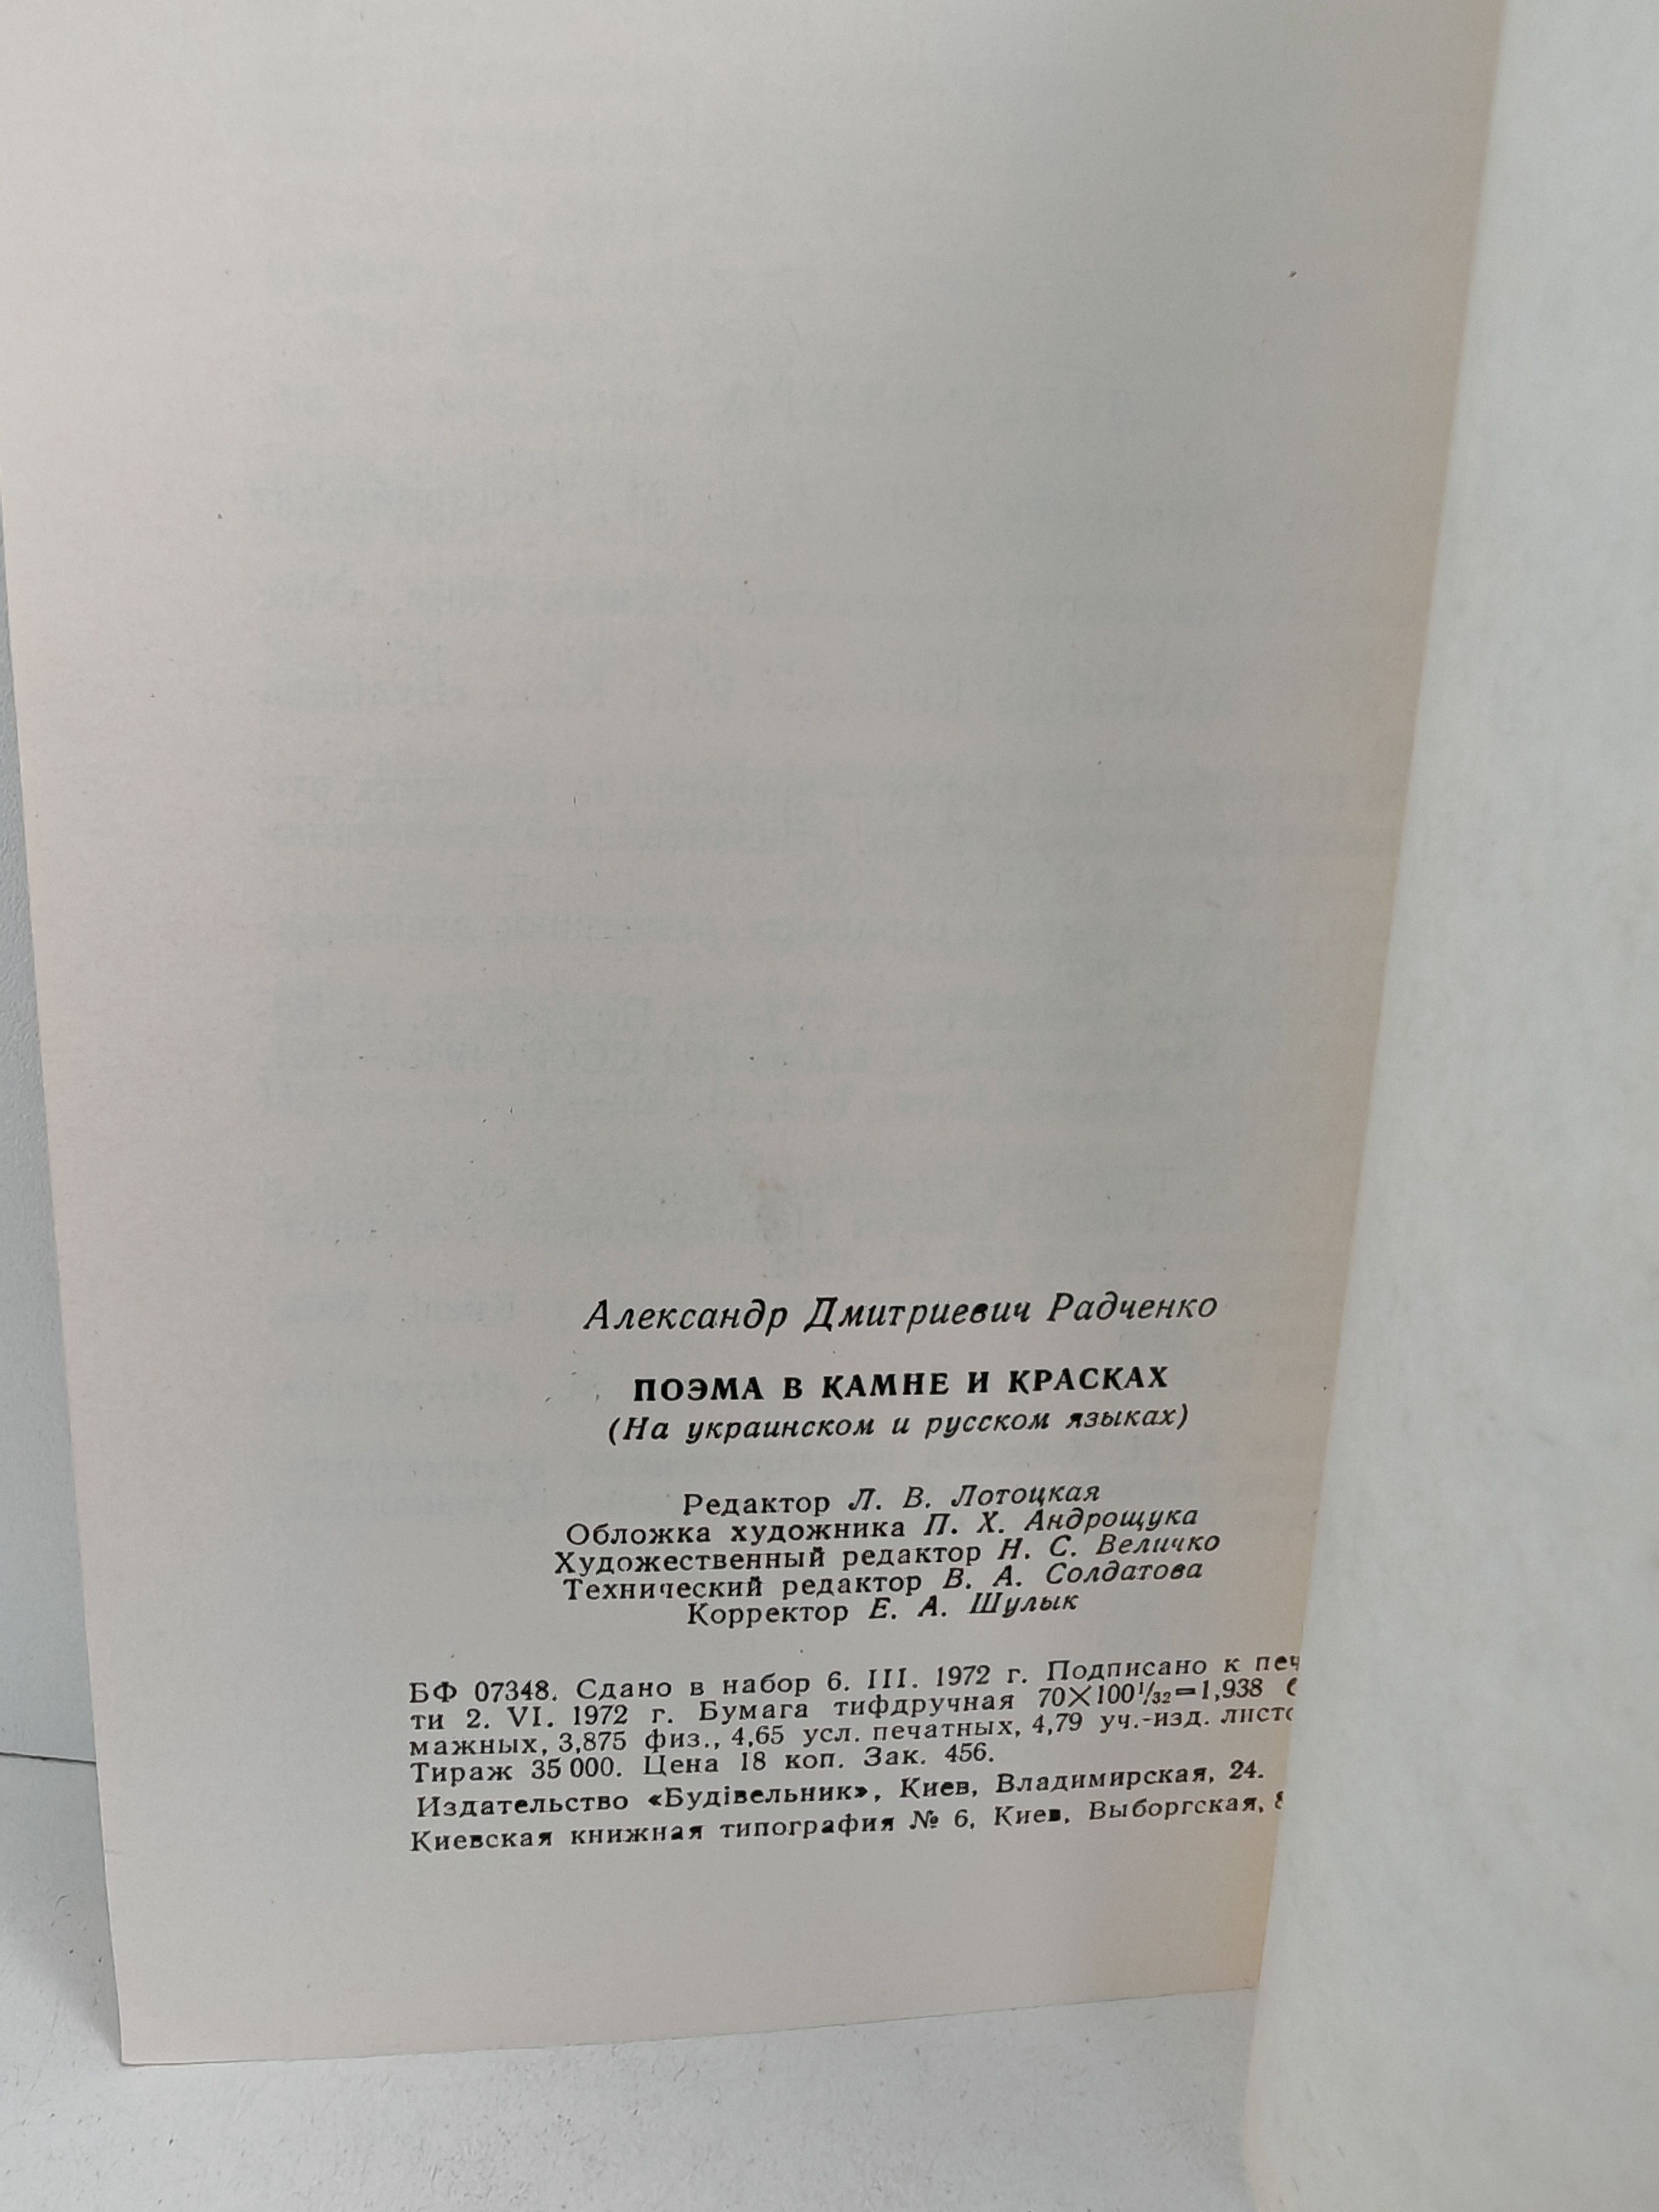 Александр Дмитриевич Радченко
ПОЭМА В КАМНЕ И КРАСКАХ
(На украинском и русском языках)
Редактор Л. В. Лотоцкая
Обложка художника П. Х. Андрощука
Художественный редактор Н. С. Величко
Технический редактор В. А. Солдатова
Корректор Е. А. Шулык
БФ 07348. Сдано в набор 6. III. 1972 г. Подписано к печ
ти 2. VI. 1972 г. Бумага тифдручная 70×100 1/32=1,938
мажных, 3,875 физ., 4,65 усл. печатных, 4,79 уч.-изд. листо
Тираж 35 000. Цена 18 коп. Зак. 456.
Издательство «Будівельник», Киев, Владимирская, 24.
Киевская книжная типография № 6, Киев, Выборгская,